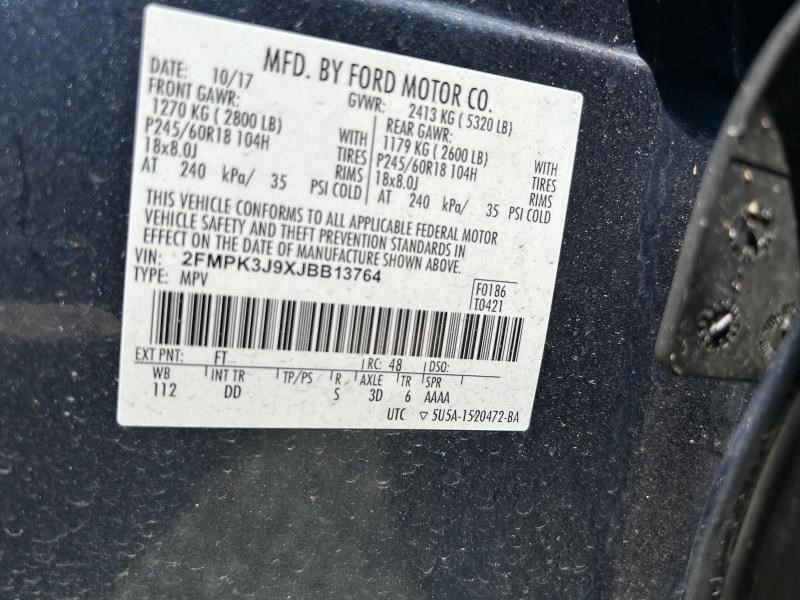 MFD. BY FORD MOTOR CO.
DATE: 10/17 GVWR: 2413 KG ( 5320 LB)
FRONT GAWR: REAR GAWR:
1270 KG ( 2800 LB) WITH 1179 KG ( 2600 LB) WITH
P245/60R18 104H TIRES P245/60R18 104H TIRES
18x8.0J RIMS 18x8.0J RIMS
AT 240 kPa/ 35 PSI COLD AT 240 kPa/ 35 PSI COLD
THIS VEHICLE CONFORMS TO ALL APPLICABLE FEDERAL MOTOR
VEHICLE SAFETY AND THEFT PREVENTION STANDARDS IN
EFFECT ON THE DATE OF MANUFACTURE SHOWN ABOVE.
VIN: 2FMPK3J9XJBB13764
TYPE: MPV
F0186
T0421
EXT PNT: FT RC: 48 DSO:
WB INT TR TP/PS R AXLE TR SPR
112 DD S 3D 6 AAAA
UTC ▽ 5U5A-1520472-BA